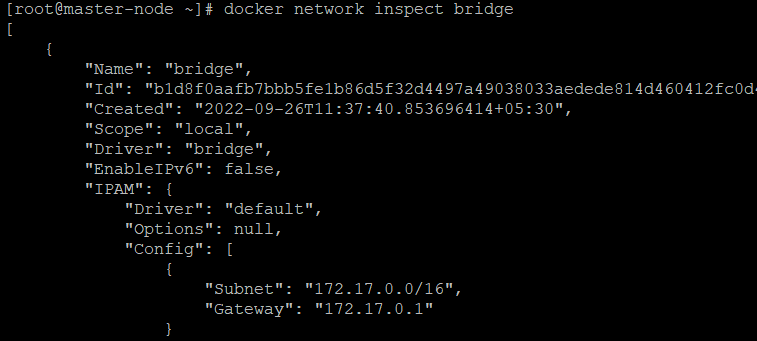 [root@master-node ~]# docker network inspect bridge
[
    {
        "Name": "bridge",
        "Id": "b1d8f0aafb7bbb5fe1b86d5f32d4497a49038033aedede814d460412fc0d4
        "Created": "2022-09-26T11:37:40.853696414+05:30",
        "Scope": "local",
        "Driver": "bridge",
        "EnableIPv6": false,
        "IPAM": {
            "Driver": "default",
            "Options": null,
            "Config": [
                {
                    "Subnet": "172.17.0.0/16",
                    "Gateway": "172.17.0.1"
                }